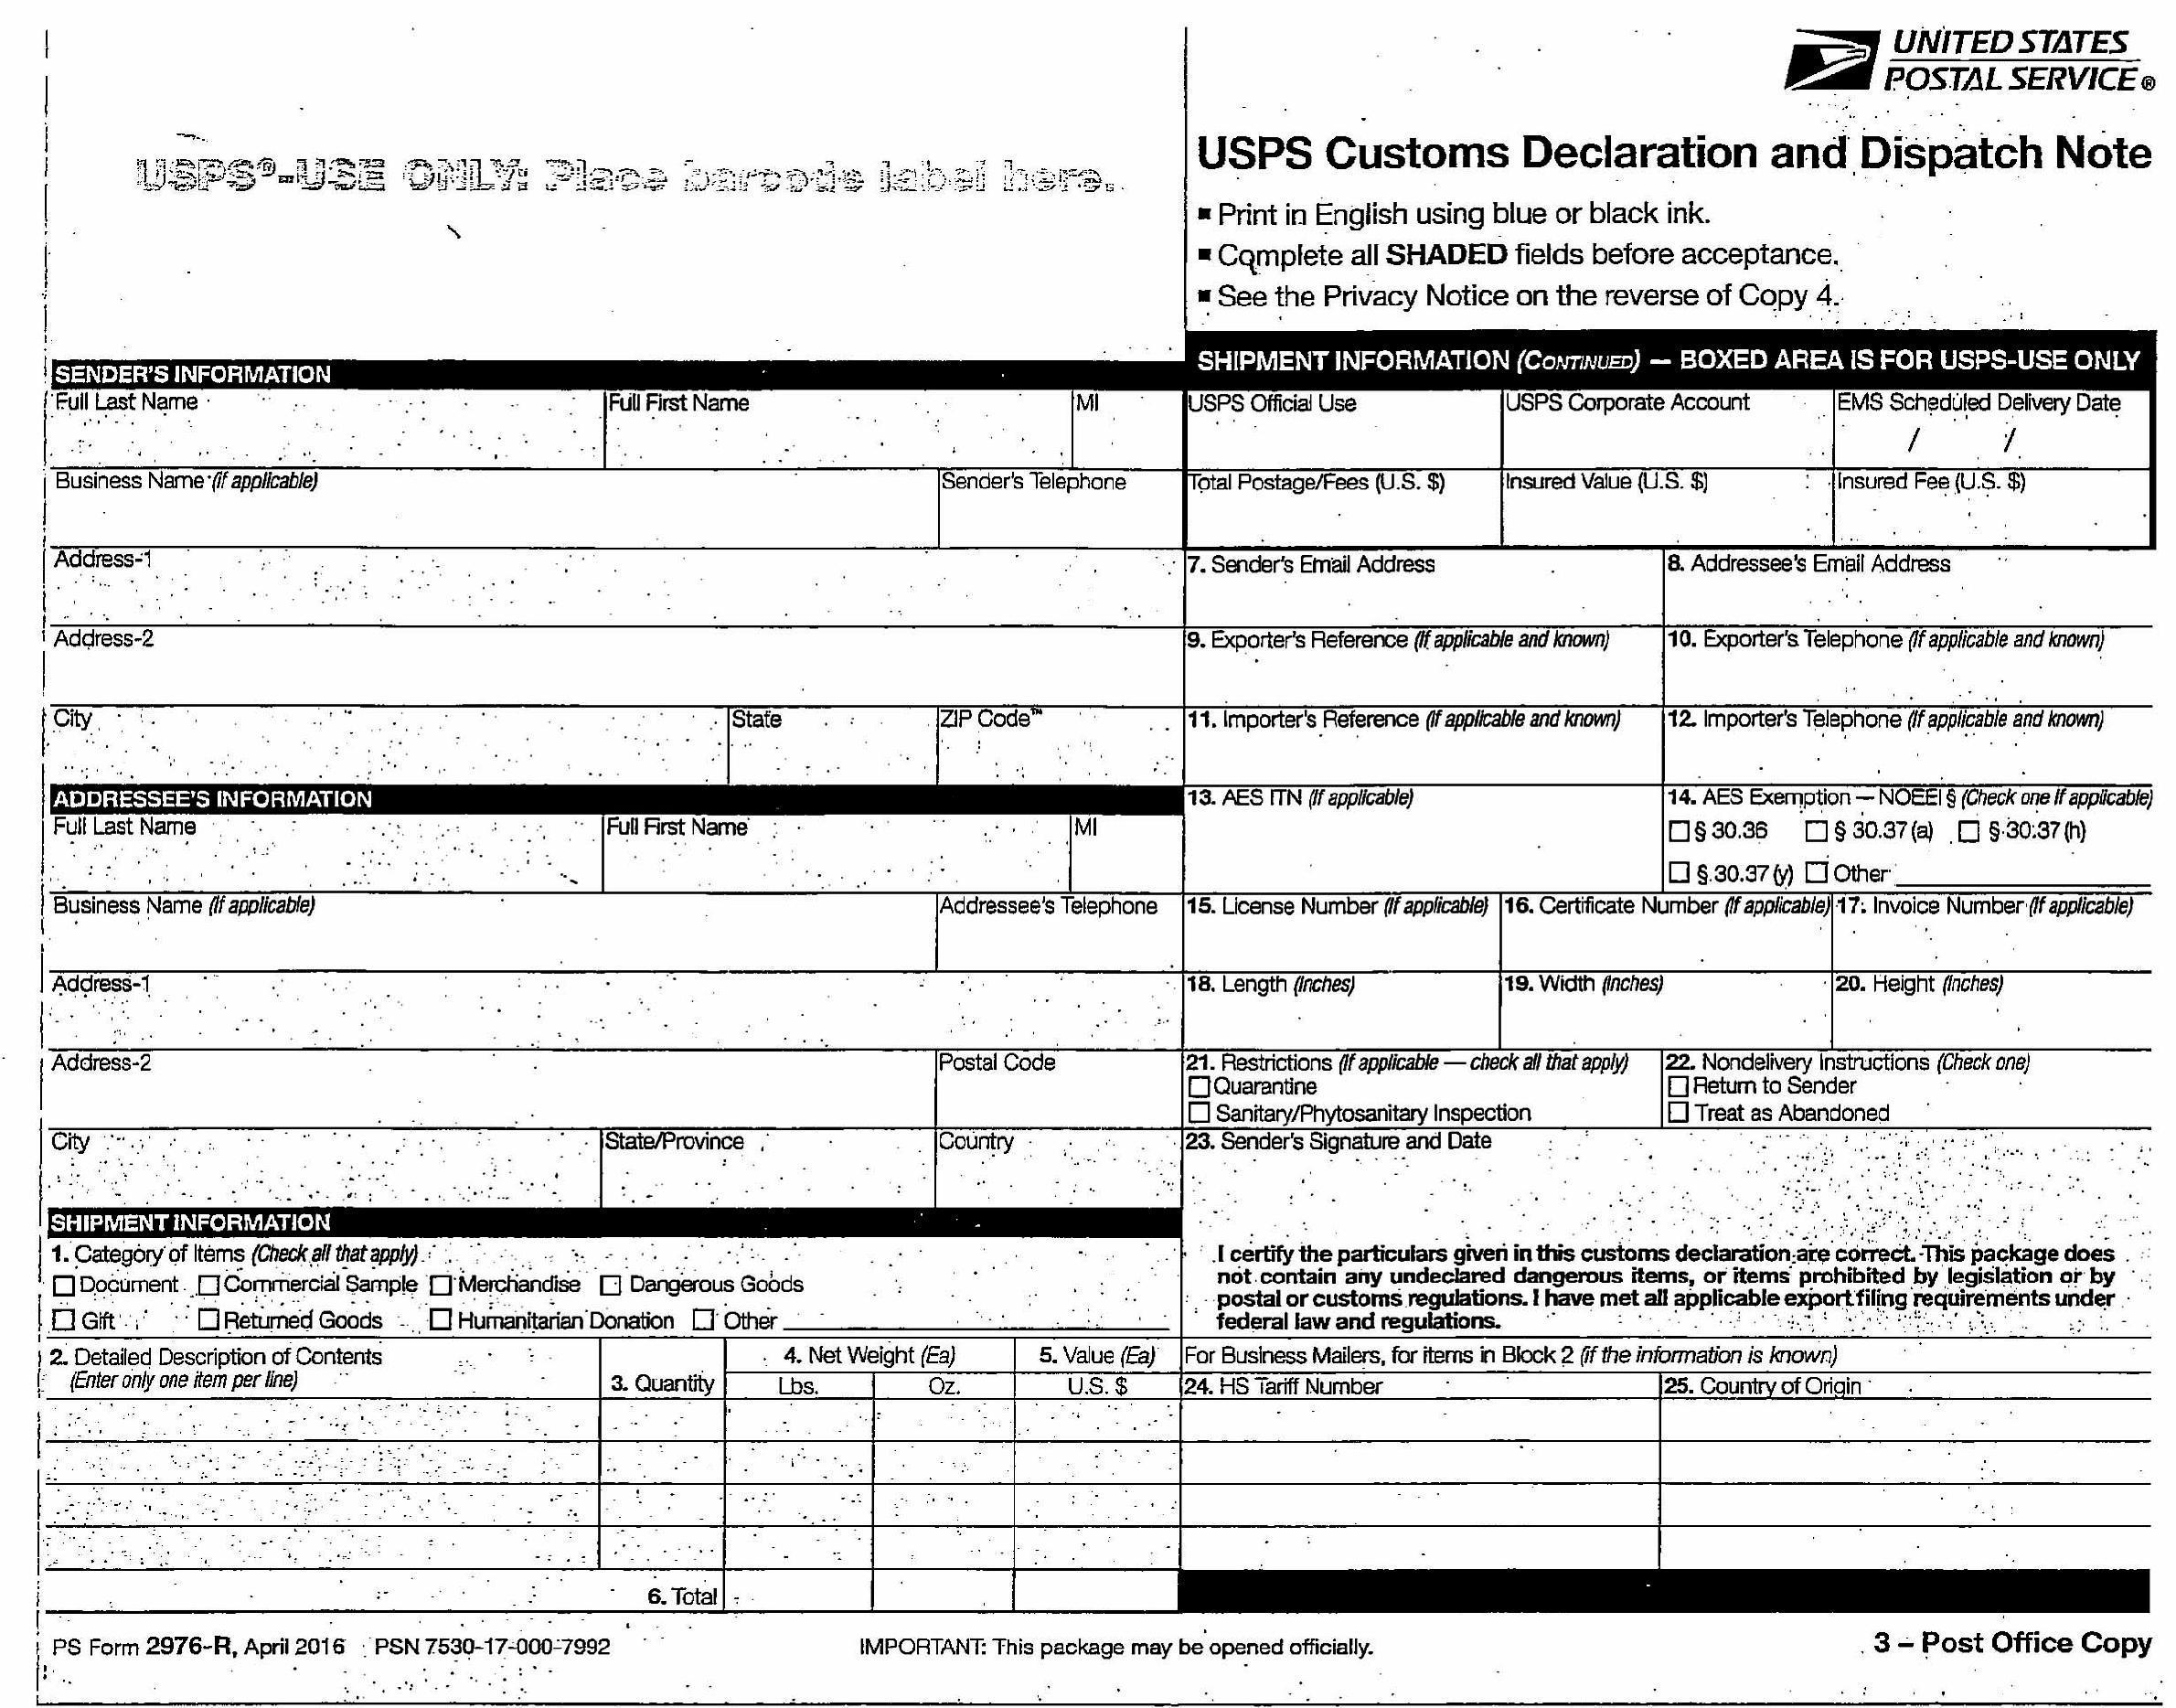 UNITED STATES
POSTAL SERVICE®
USPS®-USE ONLY: Place barcode label here.
USPS Customs Declaration and Dispatch Note
■ Print in English using blue or black ink.
■ Complete all SHADED fields before acceptance.
■ See the Privacy Notice on the reverse of Copy 4.
SENDER'S INFORMATION
Full Last Name Full First Name MI
Business Name (if applicable) Sender's Telephone
Address-1
Address-2
City State ZIP Code™
ADDRESSEE'S INFORMATION
Full Last Name Full First Name MI
Business Name (if applicable) Addressee's Telephone
Address-1
Address-2 Postal Code
City State/Province Country
SHIPMENT INFORMATION
1. Category of Items (Check all that apply)
☐ Document ☐ Commercial Sample ☐ Merchandise ☐ Dangerous Goods
☐ Gift ☐ Returned Goods ☐ Humanitarian Donation ☐ Other
2. Detailed Description of Contents
(Enter only one item per line)
3. Quantity
4. Net Weight (Ea)
Lbs. Oz.
5. Value (Ea)
U.S. $
6. Total
SHIPMENT INFORMATION (CONTINUED) — BOXED AREA IS FOR USPS-USE ONLY
USPS Official Use USPS Corporate Account EMS Scheduled Delivery Date
/ /
Total Postage/Fees (U.S. $) Insured Value (U.S. $) Insured Fee (U.S. $)
7. Sender's Email Address 8. Addressee's Email Address
9. Exporter's Reference (If applicable and known) 10. Exporter's Telephone (If applicable and known)
11. Importer's Reference (If applicable and known) 12. Importer's Telephone (If applicable and known)
13. AES ITN (If applicable) 14. AES Exemption — NOEEI § (Check one if applicable)
☐ § 30.36 ☐ § 30.37 (a) ☐ § 30.37 (h)
☐ § 30.37 (y) ☐ Other
15. License Number (If applicable) 16. Certificate Number (If applicable) 17. Invoice Number (If applicable)
18. Length (Inches) 19. Width (Inches) 20. Height (Inches)
21. Restrictions (If applicable — check all that apply)
☐ Quarantine
☐ Sanitary/Phytosanitary Inspection
22. Nondelivery Instructions (Check one)
☐ Return to Sender
☐ Treat as Abandoned
23. Sender's Signature and Date
I certify the particulars given in this customs declaration are correct. This package does
not contain any undeclared dangerous items, or items prohibited by legislation or by
postal or customs regulations. I have met all applicable export filing requirements under
federal law and regulations.
For Business Mailers, for items in Block 2 (if the information is known)
24. HS Tariff Number 25. Country of Origin
PS Form 2976-R, April 2016 PSN 7530-17-000-7992
IMPORTANT: This package may be opened officially.
3 – Post Office Copy